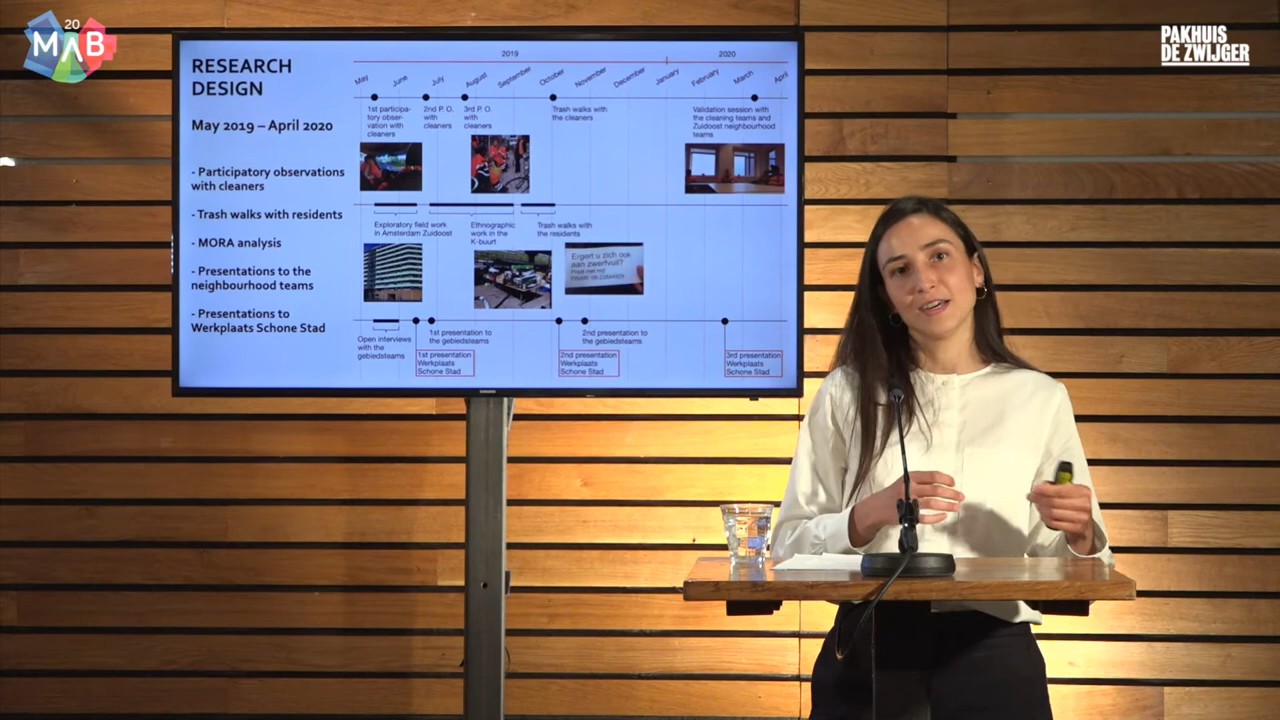 20
MAB
PAKHUIS
DE ZWIJGER
RESEARCH
DESIGN
May 2019 – April 2020
- Participatory observations
with cleaners
- Trash walks with residents
- MORA analysis
- Presentations to the
neighbourhood teams
- Presentations to
Werkplaats Schone Stad
2019
2020
May
June
July
August
September
October
November
December
January
February
March
April
1st participa-
tory obser-
vation with
cleaners
2nd P. O.
with
cleaners
3rd P. O.
with
cleaners
Trash walks with
the cleaners
Validation session with
the cleaning teams and
Zuidoost neighbourhood
teams
Exploratory field work
in Amsterdam Zuidoost
Ethnographic
work in the
K-buurt
Trash walks with
the residents
Ergert u zich ook
aan zwerfvuil?
Open interviews
with the
gebiedsteams
1st presentation to
the gebiedsteams
1st presentation
Werkplaats
Schone Stad
2nd presentation to
the gebiedsteams
2nd presentation
Werkplaats
Schone Stad
3rd presentation
Werkplaats
Schone Stad
SAMSUNG